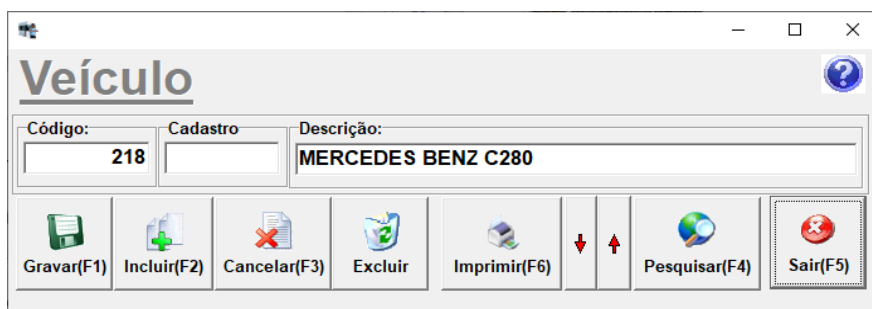 Veículo
Código: Cadastro Descrição:
218 MERCEDES BENZ C280
Gravar(F1) Incluir(F2) Cancelar(F3) Excluir Imprimir(F6) Pesquisar(F4) Sair(F5)